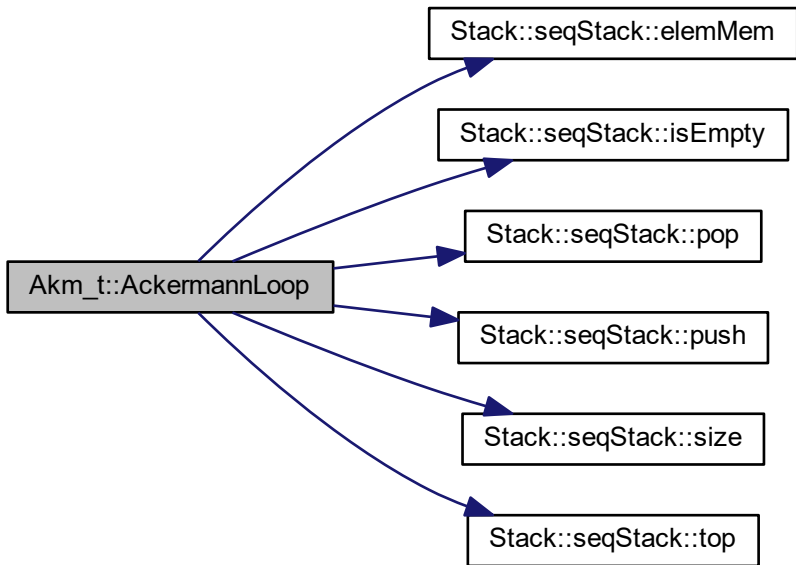 Stack::seqStack::elemMem
Stack::seqStack::isEmpty
Stack::seqStack::pop
Akm_t::AckermannLoop
Stack::seqStack::push
Stack::seqStack::size
Stack::seqStack::top